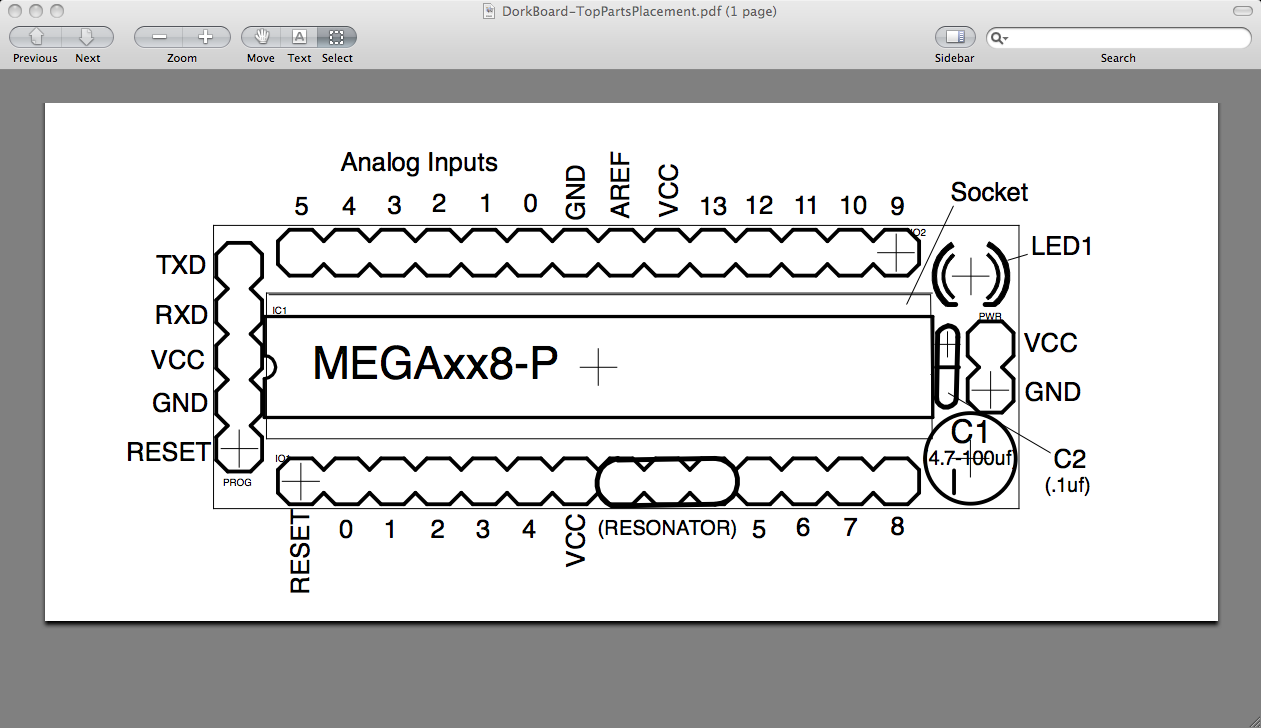 DorkBoard-TopPartsPlacement.pdf (1 page)
Previous Next Zoom Move Text Select Sidebar Search
Analog Inputs
5 4 3 2 1 0 GND AREF VCC 13 12 11 10 9
Socket
IO2
LED1
TXD
RXD
VCC
GND
RESET
PROG
IC1
MEGAxx8-P
PWR
VCC
GND
C1
4.7-100uf
C2
(.1uf)
IO1
RESET 0 1 2 3 4 VCC (RESONATOR) 5 6 7 8